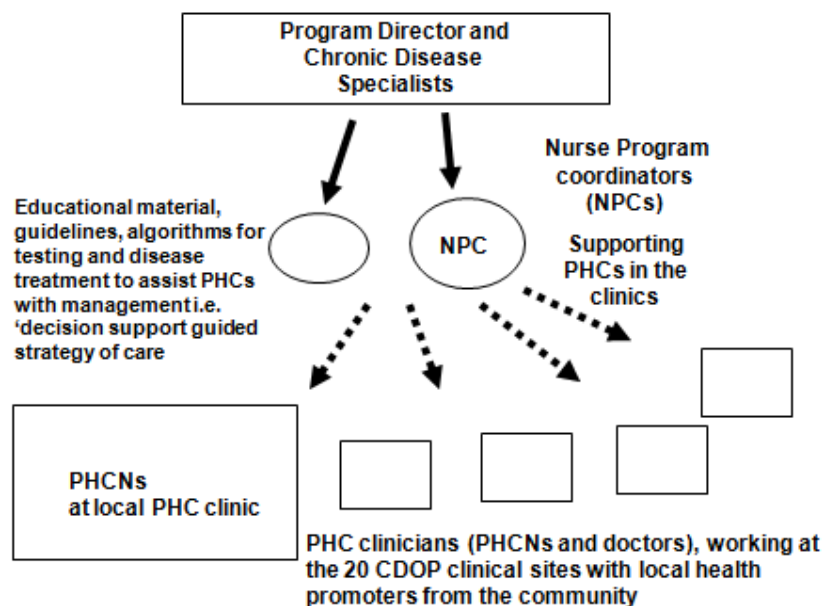 Program Director and
Chronic Disease
Specialists
Nurse Program
coordinators
(NPCs)
Educational material,
guidelines, algorithms for
testing and disease
treatment to assist PHCs
with management i.e.
‘decision support guided
strategy of care
NPC
Supporting
PHCs in the
clinics
PHCNs
at local PHC clinic
PHC clinicians (PHCNs and doctors), working at
the 20 CDOP clinical sites with local health
promoters from the community